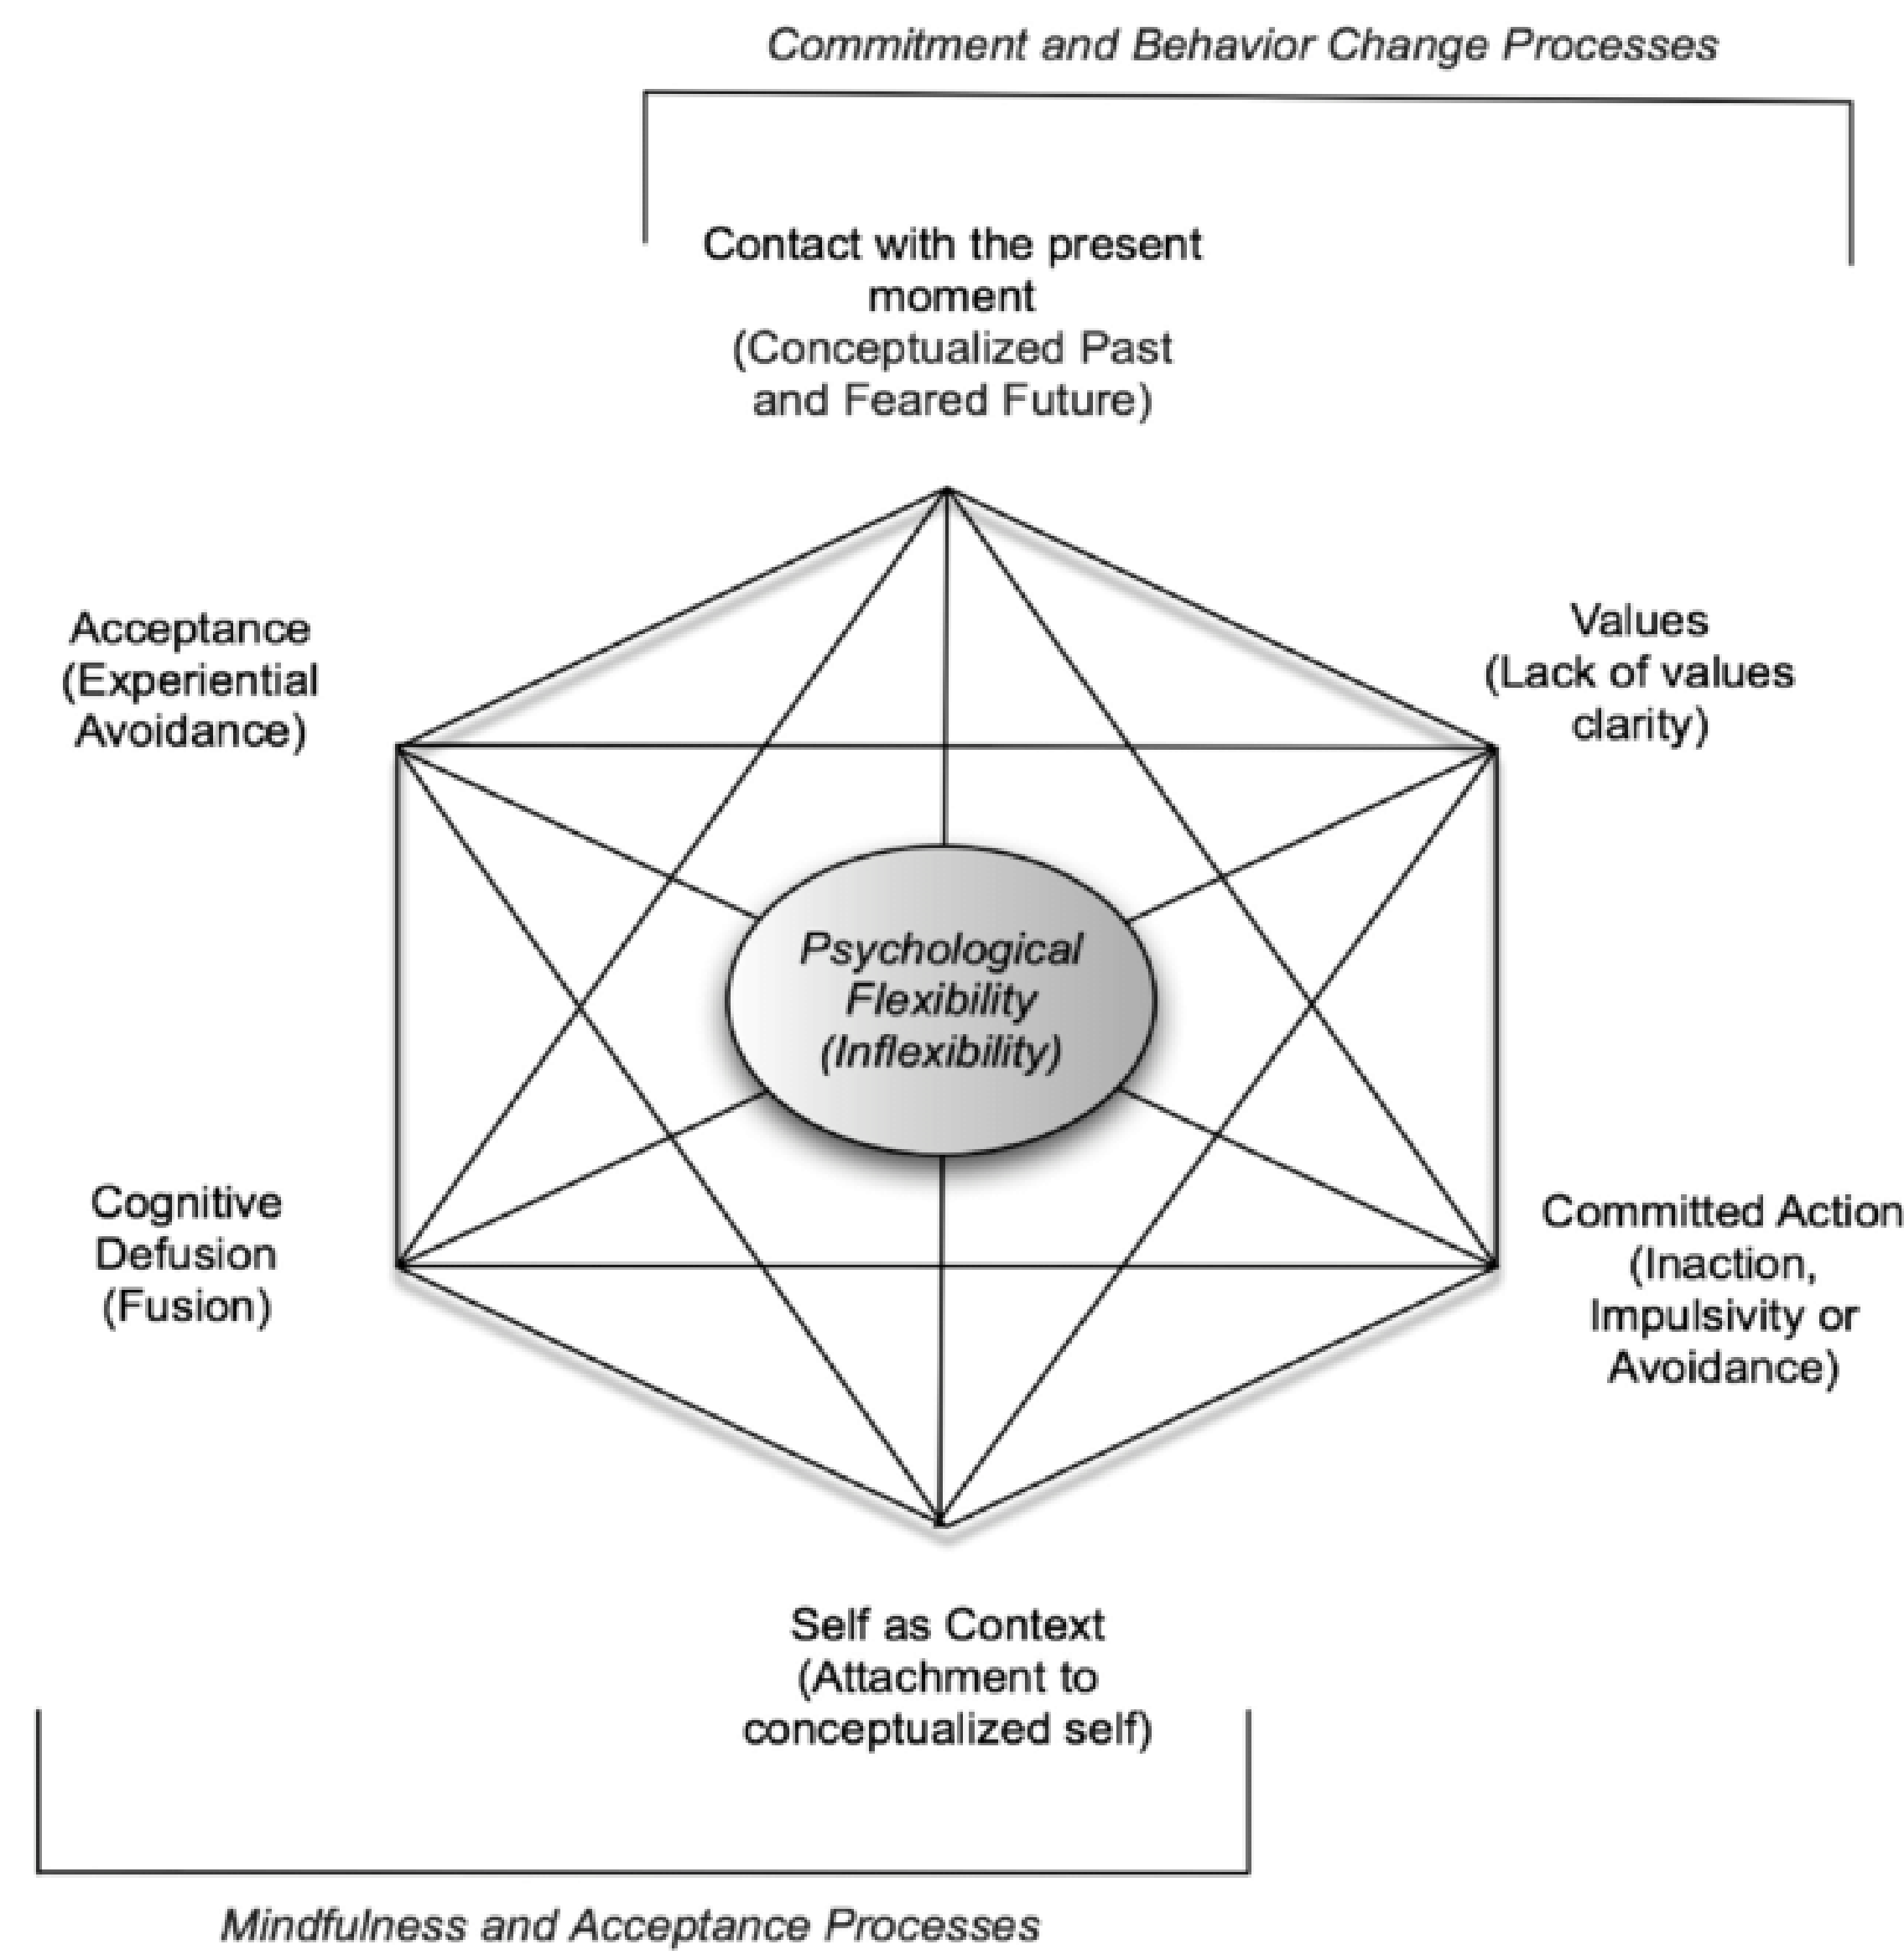 Commitment and Behavior Change Processes
Contact with the present
moment
(Conceptualized Past
and Feared Future)
Acceptance
(Experiential
Avoidance)
Values
(Lack of values
clarity)
Psychological
Flexibility
(Inflexibility)
Cognitive
Defusion
(Fusion)
Committed Action
(Inaction,
Impulsivity or
Avoidance)
Self as Context
(Attachment to
conceptualized self)
Mindfulness and Acceptance Processes